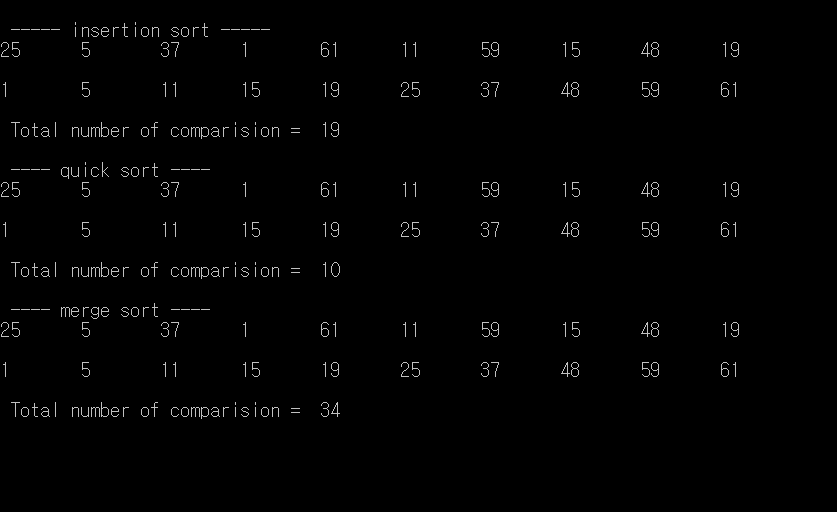 ----- insertion sort -----
25 5 37 1 61 11 59 15 48 19
1 5 11 15 19 25 37 48 59 61
Total number of comparision = 19
---- quick sort ----
25 5 37 1 61 11 59 15 48 19
1 5 11 15 19 25 37 48 59 61
Total number of comparision = 10
---- merge sort ----
25 5 37 1 61 11 59 15 48 19
1 5 11 15 19 25 37 48 59 61
Total number of comparision = 34